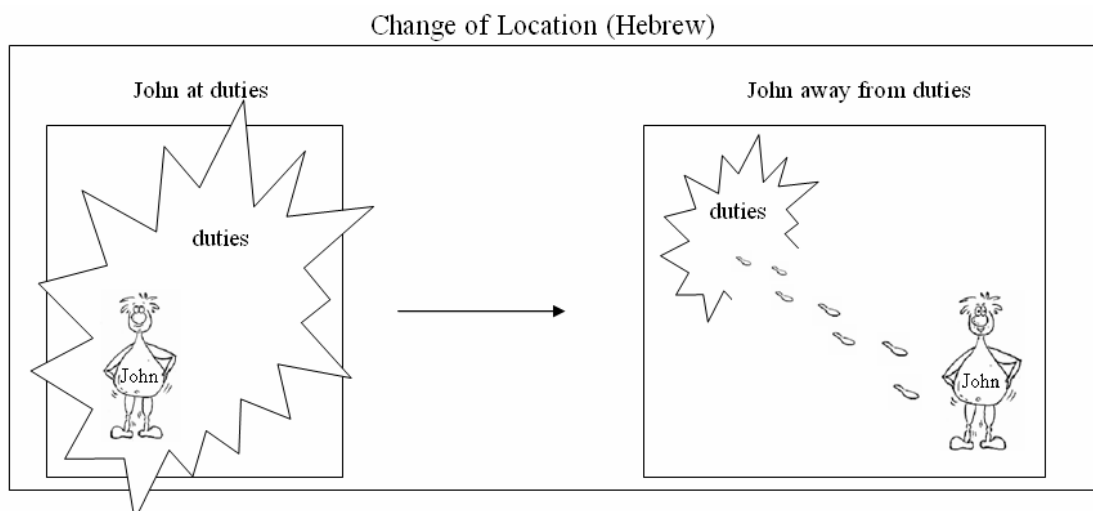 Change of Location (Hebrew)
John at duties
John away from duties
duties
duties
John
John